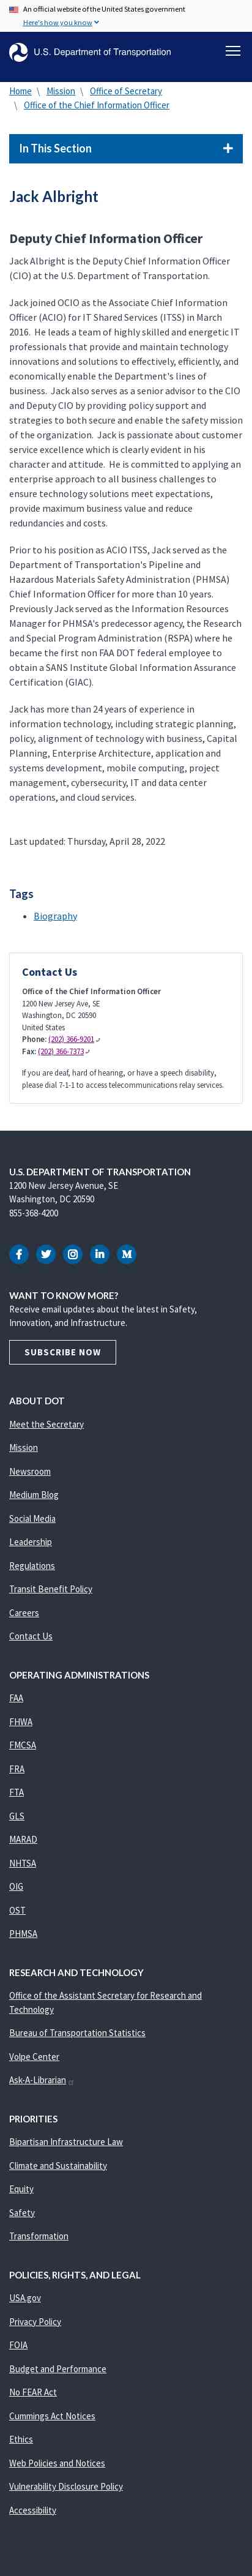 An official website of the United States government
Here's how you know
U.S. Department of Transportation
Home \ Mission \ Office of Secretary
\ Office of the Chief Information Officer
In This Section
Jack Albright
Deputy Chief Information Officer
Jack Albright is the Deputy Chief Information Officer
(CIO) at the U.S. Department of Transportation.
Jack joined OCIO as the Associate Chief Information
Officer (ACIO) for IT Shared Services (ITSS) in March
2016.  He leads a team of highly skilled and energetic IT
professionals that provide and maintain technology
innovations and solutions to effectively, efficiently, and
economically enable the Department's lines of
business.  Jack also serves as a senior advisor to the CIO
and Deputy CIO by providing policy support and
strategies to both secure and enable the organization's
use of information.  Jack is passionate about customer
service excellence which is clearly evident in his
character and his work.  He is committed to applying an
enterprise approach to all business challenges to
ensure technology solutions meet expectations,
provide maximum business value and reduce
redundancies and costs.
Prior to his position as ACIO ITSS, Jack served as the
Department of Transportation's Pipeline and
Hazardous Materials Safety Administration (PHMSA)
Chief Information Officer for more than 10 years.
Previously Jack served as the Information Resources
Manager for PHMSA's predecessor agency, the Research
and Special Program Administration (RSPA) where he
became the first non FAA DOT federal employee to
obtain a SANS Institute Global Information Assurance
Certification (GIAC).
Jack has more than 24 years of experience in
information technology, including strategic planning,
policy, alignment of technology with business, Capital
Planning, Enterprise Architecture, application and
systems development, mobile computing, project
management, cybersecurity, IT and data center
operations, and cloud services.
Last updated: Thursday, April 28, 2022
Tags
Biography
Contact Us
Office of the Chief Information Officer
1200 New Jersey Ave, SE
Washington, DC 20590
United States
Phone: (202) 366-9201
Fax: (202) 366-7373
If you are deaf, hard of hearing, or have a speech disability,
please dial 7-1-1 to access telecommunications relay services.
U.S. DEPARTMENT OF TRANSPORTATION
1200 New Jersey Avenue, SE
Washington, DC 20590
855-368-4200
WANT TO KNOW MORE?
Receive email updates about the latest in Safety,
Innovation, and Infrastructure.
SUBSCRIBE NOW
ABOUT DOT
Meet the Secretary
Mission
Newsroom
Medium Blog
Social Media
Leadership
Regulations
Transit Benefit Policy
Careers
Contact Us
OPERATING ADMINISTRATIONS
FAA
FHWA
FMCSA
FRA
FTA
GLS
MARAD
NHTSA
OIG
OST
PHMSA
RESEARCH AND TECHNOLOGY
Office of the Assistant Secretary for Research and
Technology
Bureau of Transportation Statistics
Volpe Center
Ask-A-Librarian
PRIORITIES
Bipartisan Infrastructure Law
Climate and Sustainability
Equity
Safety
Transformation
POLICIES, RIGHTS, AND LEGAL
USA.gov
Privacy Policy
FOIA
Budget and Performance
No FEAR Act
Cummings Act Notices
Ethics
Web Policies and Notices
Vulnerability Disclosure Policy
Accessibility